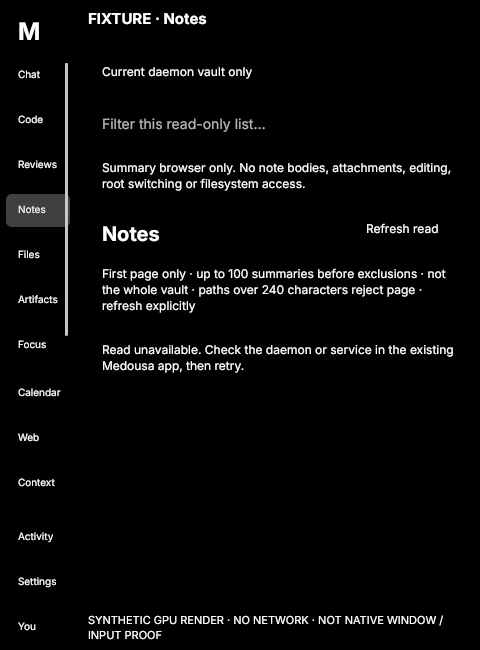 M
Chat
Code
Reviews
Notes
Files
Artifacts
Focus
Calendar
Web
Context
Activity
Settings
You
FIXTURE · Notes
Current daemon vault only
Filter this read-only list...
Summary browser only. No note bodies, attachments, editing,
root switching or filesystem access.
Notes
Refresh read
First page only · up to 100 summaries before exclusions · not
the whole vault · paths over 240 characters reject page ·
refresh explicitly
Read unavailable. Check the daemon or service in the existing
Medousa app, then retry.
SYNTHETIC GPU RENDER · NO NETWORK · NOT NATIVE WINDOW /
INPUT PROOF